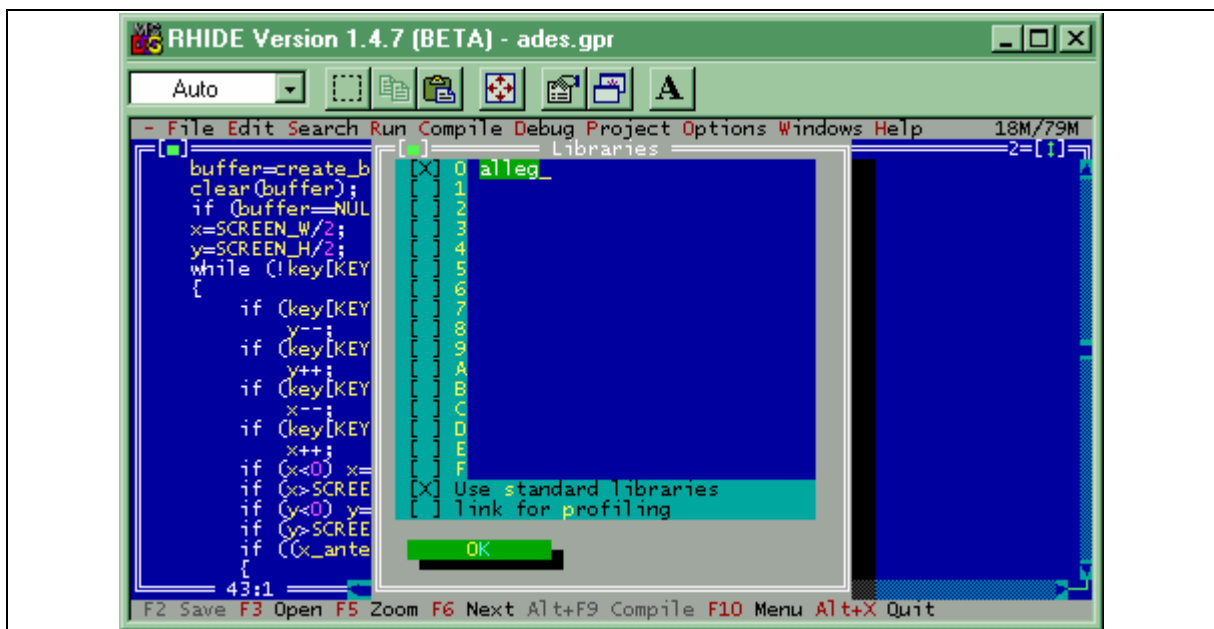 RHIDE Version 1.4.7 (BETA) - ades.gpr
Auto A
- File Edit Search Run Compile Debug Project Options Windows Help 18M/79M
[■] [■] Libraries 2=[↕]
buffer=create_b [X] 0 alleg_
clear(buffer); [ ] 1
if (buffer==NUL [ ] 2
x=SCREEN_W/2; [ ] 3
y=SCREEN_H/2; [ ] 4
while (!key[KEY [ ] 5
{ [ ] 6
if (key[KEY [ ] 7
y--; [ ] 8
if (key[KEY [ ] 9
y++; [ ] A
if (key[KEY [ ] B
x--; [ ] C
if (key[KEY [ ] D
x++; [ ] E
if (x<0) x= [ ] F
if (x>SCREE [X] Use standard libraries
if (y<0) y= [ ] link for profiling
if (y>SCREE
if ((x_ante OK
{
43:1
F2 Save F3 Open F5 Zoom F6 Next Alt+F9 Compile F10 Menu Alt+X Quit